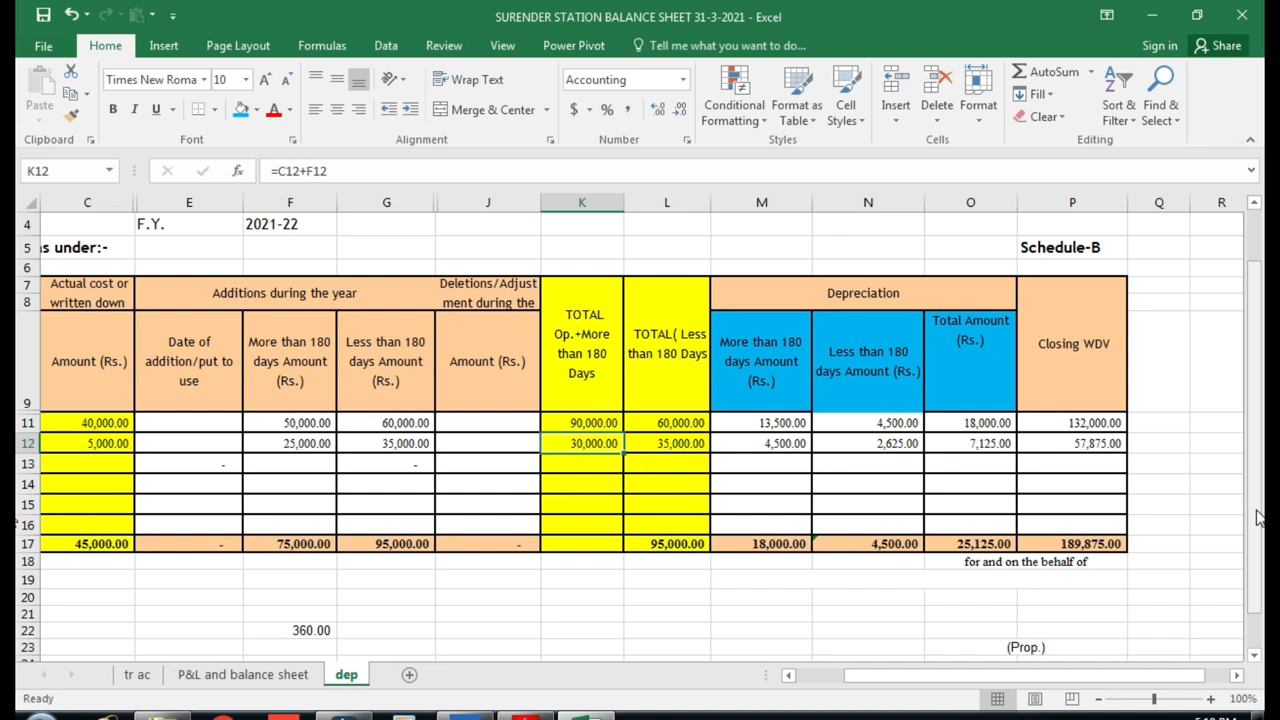 SURENDER STATION BALANCE SHEET 31-3-2021 - Excel
File Home Insert Page Layout Formulas Data Review View Power Pivot Tell me what you want to do... Sign in Share
Paste
Times New Roma 10
B I U
Wrap Text
Merge & Center
Accounting
$ % ,
Conditional Formatting
Format as Table
Cell Styles
Insert Delete Format
AutoSum
Fill
Clear
Sort & Filter
Find & Select
Clipboard Font Alignment Number Styles Cells Editing
K12 fx =C12+F12
C E F G J K L M N O P Q R
4 F.Y. 2021-22
5 s under:- Schedule-B
6
7 Actual cost or Additions during the year Deletions/Adjust Depreciation
8 written down ment during the
9
Amount (Rs.)
Date of
addition/put to
use
More than 180
days Amount
(Rs.)
Less than 180
days Amount
(Rs.)
Amount (Rs.)
TOTAL
Op.+More
than 180
Days
TOTAL( Less
than 180 Days
More than 180
days Amount
(Rs.)
Less than 180
days Amount (Rs.)
Total Amount
(Rs.)
Closing WDV
11 40,000.00 50,000.00 60,000.00 90,000.00 60,000.00 13,500.00 4,500.00 18,000.00 132,000.00
12 5,000.00 25,000.00 35,000.00 30,000.00 35,000.00 4,500.00 2,625.00 7,125.00 57,875.00
13 - -
14
15
16
17 45,000.00 - 75,000.00 95,000.00 - 95,000.00 18,000.00 4,500.00 25,125.00 189,875.00
18 for and on the behalf of
19
20
21
22 360.00
23 (Prop.)
tr ac P&L and balance sheet dep
Ready 100%